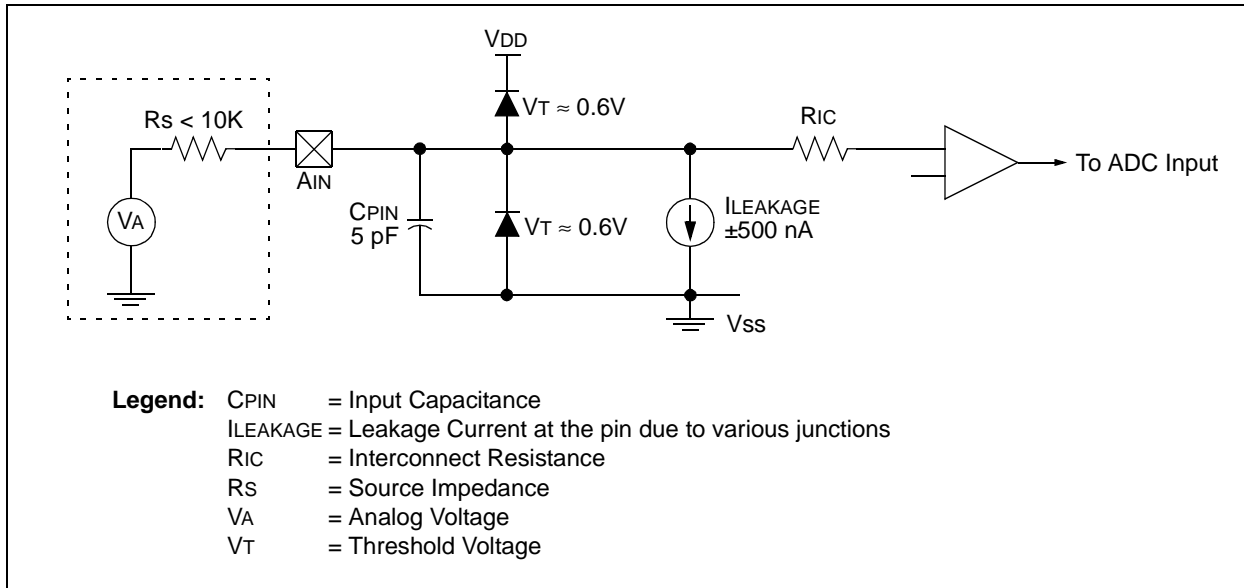 VDD
VT ≈ 0.6V
RS < 10K
RIC
AIN
To ADC Input
VA
CPIN
5 pF
VT ≈ 0.6V
ILEAKAGE
±500 nA
Vss
Legend: CPIN = Input Capacitance
ILEAKAGE = Leakage Current at the pin due to various junctions
RIC = Interconnect Resistance
RS = Source Impedance
VA = Analog Voltage
VT = Threshold Voltage